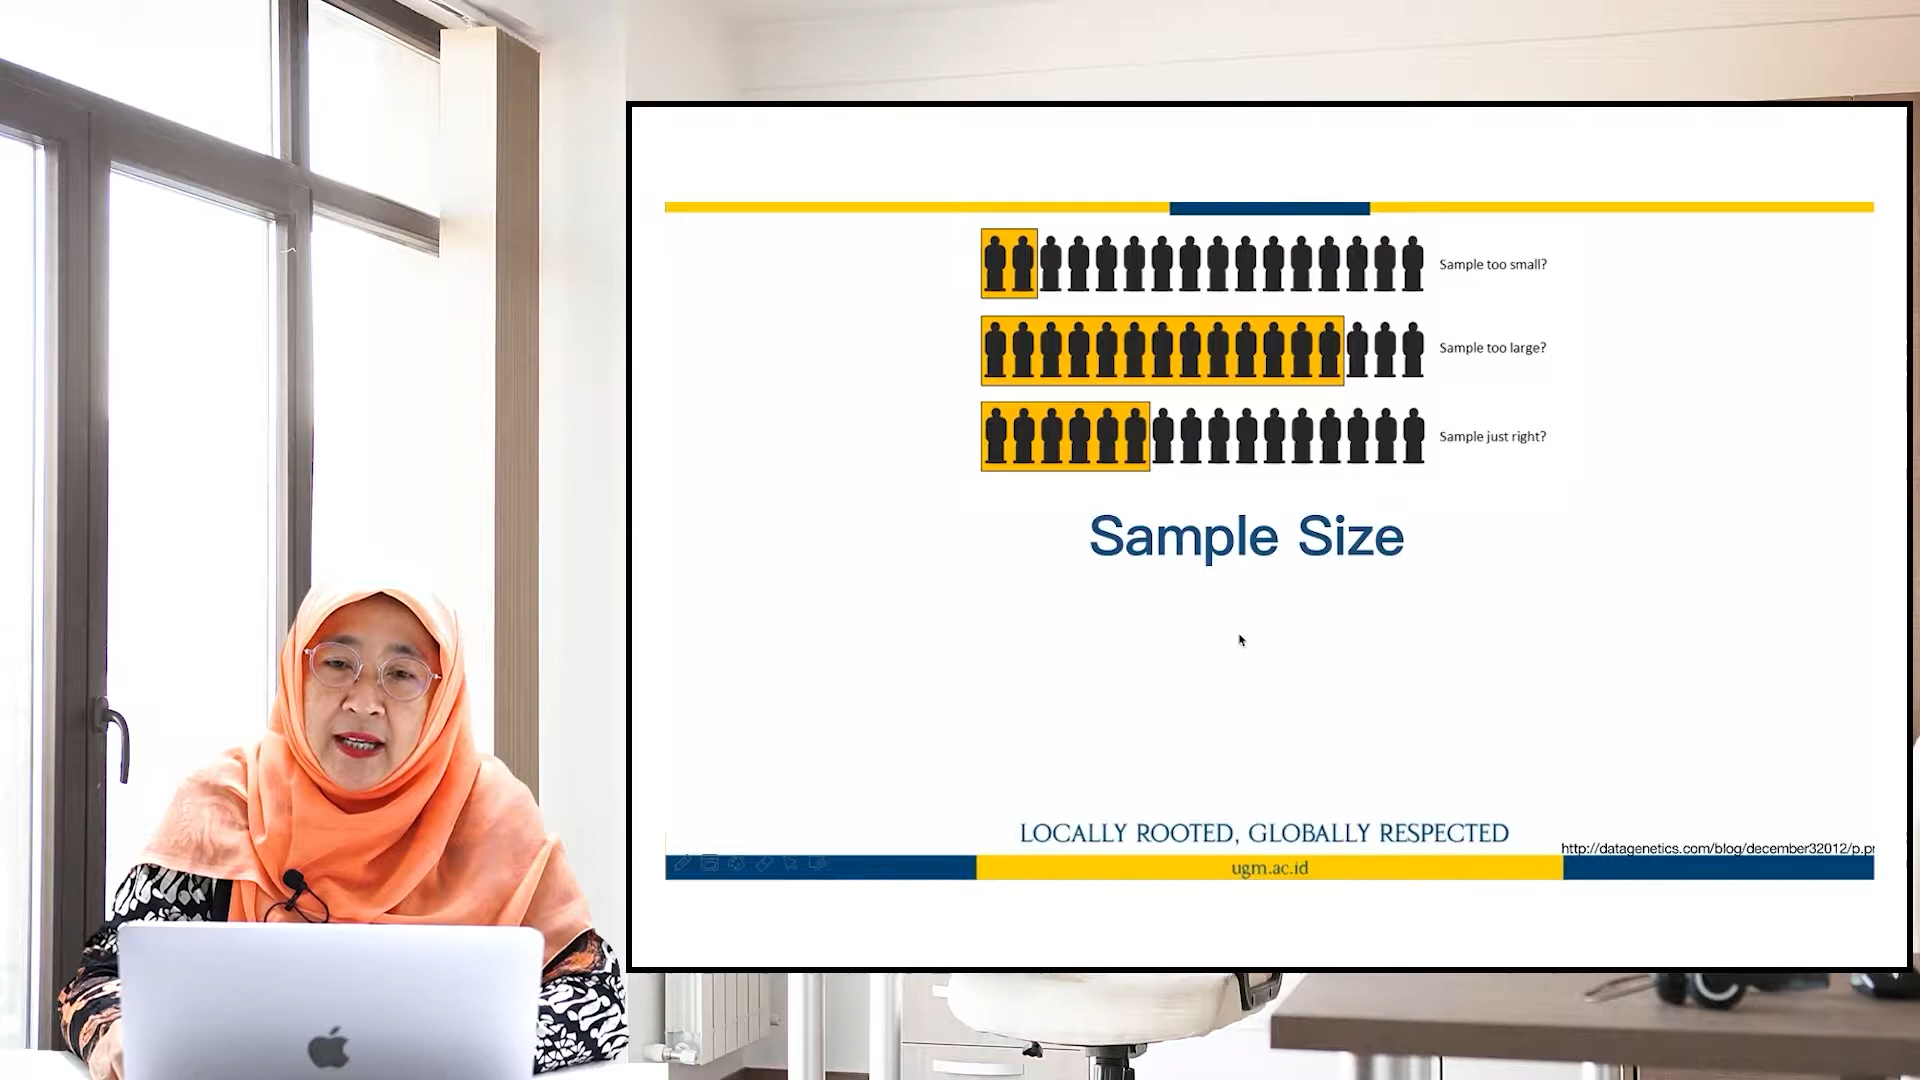 Sample too small?
Sample too large?
Sample just right?
Sample Size
LOCALLY ROOTED, GLOBALLY RESPECTED
http://datagenetics.com/blog/december32012/p.pr
ugm.ac.id